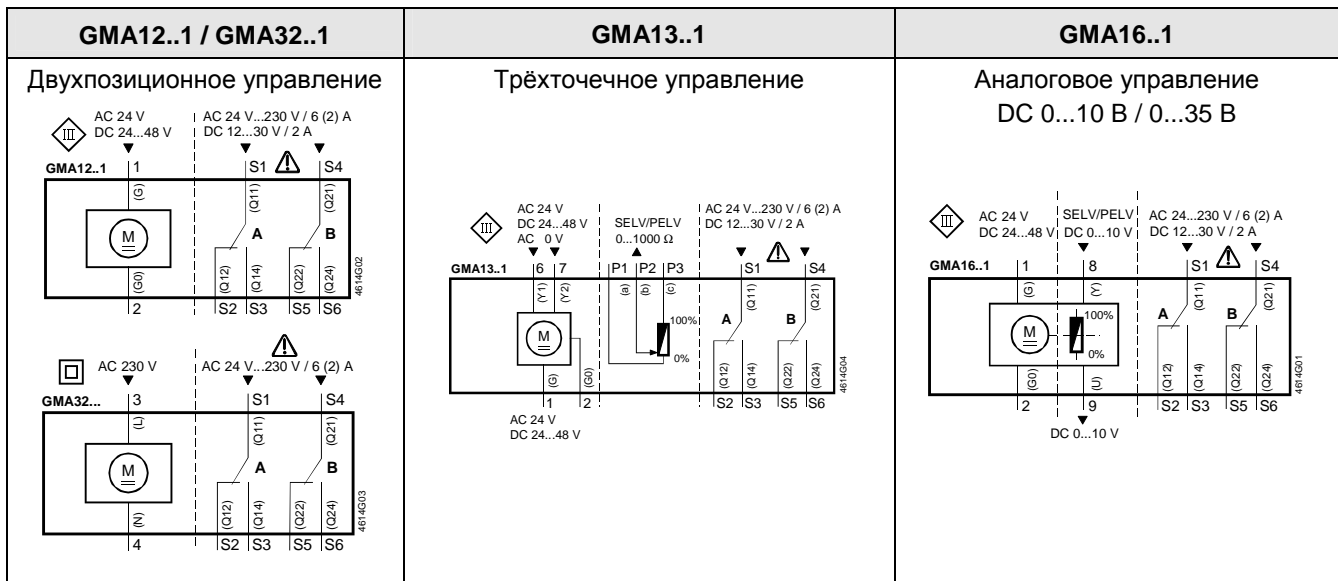 GMA12..1 / GMA32..1
Двухпозиционное управление
AC 24 V
DC 24...48 V
AC 24 V...230 V / 6 (2) A
DC 12...30 V / 2 A
III
GMA12..1
1
S1
S4
(G)
(Q11)
(Q21)
M
A
B
(G0)
(Q12)
(Q14)
(Q22)
(Q24)
2
S2
S3
S5
S6
4614G02
AC 230 V
AC 24 V...230 V / 6 (2) A
GMA32...
3
S1
S4
(L)
(Q11)
(Q21)
M
A
B
(N)
(Q12)
(Q14)
(Q22)
(Q24)
4
S2
S3
S5
S6
4614G03
GMA13..1
Трёхточечное управление
III
AC 24 V
DC 24...48 V
AC 0 V
SELV/PELV
0...1000 Ω
AC 24 V...230 V / 6 (2) A
DC 12...30 V / 2 A
GMA13..1
6
7
P1
P2
P3
S1
S4
(Y1)
(Y2)
(a)
(b)
(c)
(Q11)
(Q21)
M
100%
0%
A
B
(G)
(G0)
(Q12)
(Q14)
(Q22)
(Q24)
1
2
S2
S3
S5
S6
AC 24 V
DC 24...48 V
4614G04
GMA16..1
Аналоговое управление
DC 0...10 В / 0...35 В
III
AC 24 V
DC 24...48 V
SELV/PELV
DC 0...10 V
AC 24...230 V / 6 (2) A
DC 12...30 V / 2 A
GMA16..1
1
8
S1
S4
(G)
(Y)
(Q11)
(Q21)
M
100%
0%
A
B
(G0)
(U)
(Q12)
(Q14)
(Q22)
(Q24)
2
9
S2
S3
S5
S6
DC 0...10 V
4614G01